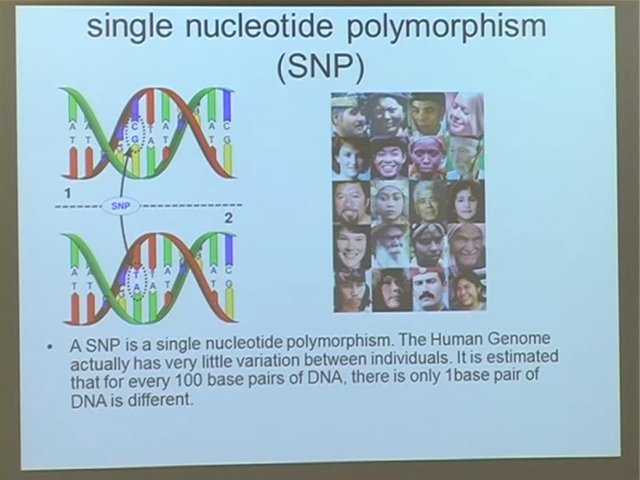 single nucleotide polymorphism
(SNP)
A A C T A C
T T G A T G
1
SNP
2
A A T T A C
T T A A T G
• A SNP is a single nucleotide polymorphism. The Human Genome
actually has very little variation between individuals. It is estimated
that for every 100 base pairs of DNA, there is only 1base pair of
DNA is different.